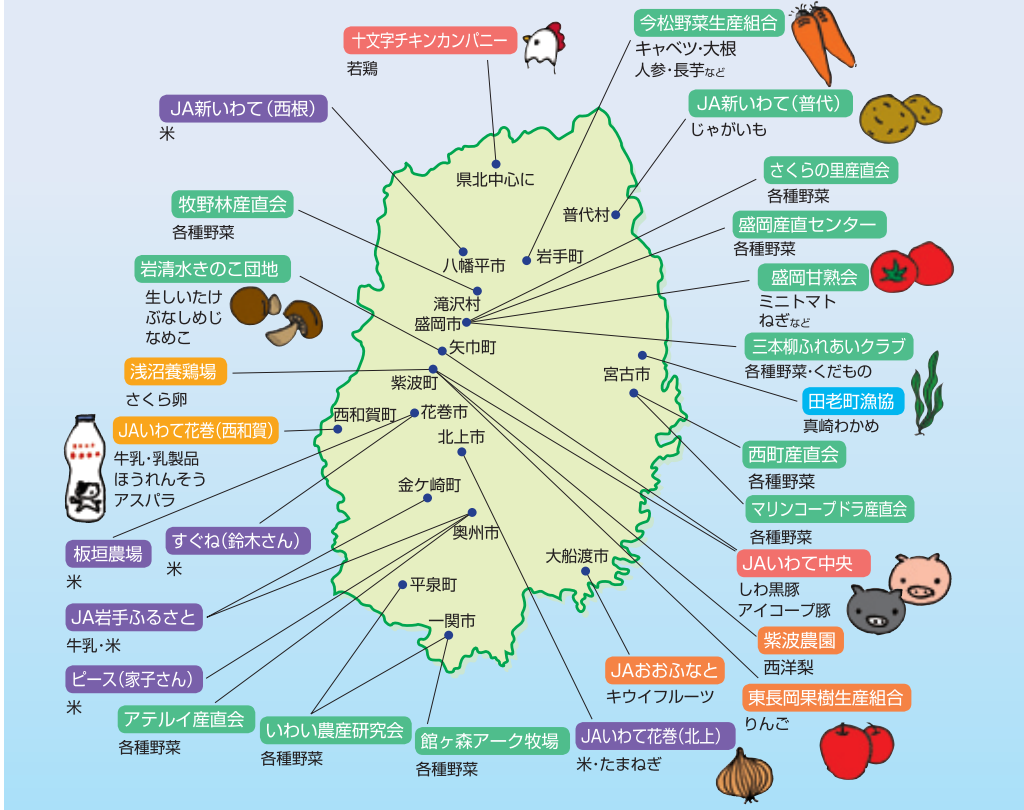 今松野菜生産組合
キャベツ・大根
人参・長芋など
十文字チキンカンパニー
若鶏
JA新いわて(西根)
米
JA新いわて(普代)
じゃがいも
さくらの里産直会
各種野菜
牧野林産直会
各種野菜
盛岡産直センター
各種野菜
岩清水きのこ団地
生しいたけ
ぶなしめじ
なめこ
盛岡甘熟会
ミニトマト
ねぎなど
三本柳ふれあいクラブ
各種野菜・くだもの
浅沼養鶏場
さくら卵
田老町漁協
真崎わかめ
JAいわて花巻(西和賀)
牛乳・乳製品
ほうれんそう
アスパラ
西町産直会
各種野菜
マリンコープドラ産直会
各種野菜
板垣農場
米
すぐね(鈴木さん)
米
JAいわて中央
しわ黒豚
アイコープ豚
JA岩手ふるさと
牛乳・米
紫波農園
西洋梨
ピース(家子さん)
米
JAおおふなと
キウイフルーツ
東長岡果樹生産組合
りんご
アテルイ産直会
各種野菜
いわい農産研究会
各種野菜
館ヶ森アーク牧場
各種野菜
JAいわて花巻(北上)
米・たまねぎ
県北中心に
普代村
八幡平市
岩手町
滝沢村
盛岡市
矢巾町
紫波町
宮古市
西和賀町
花巻市
北上市
金ケ崎町
奥州市
大船渡市
平泉町
一関市